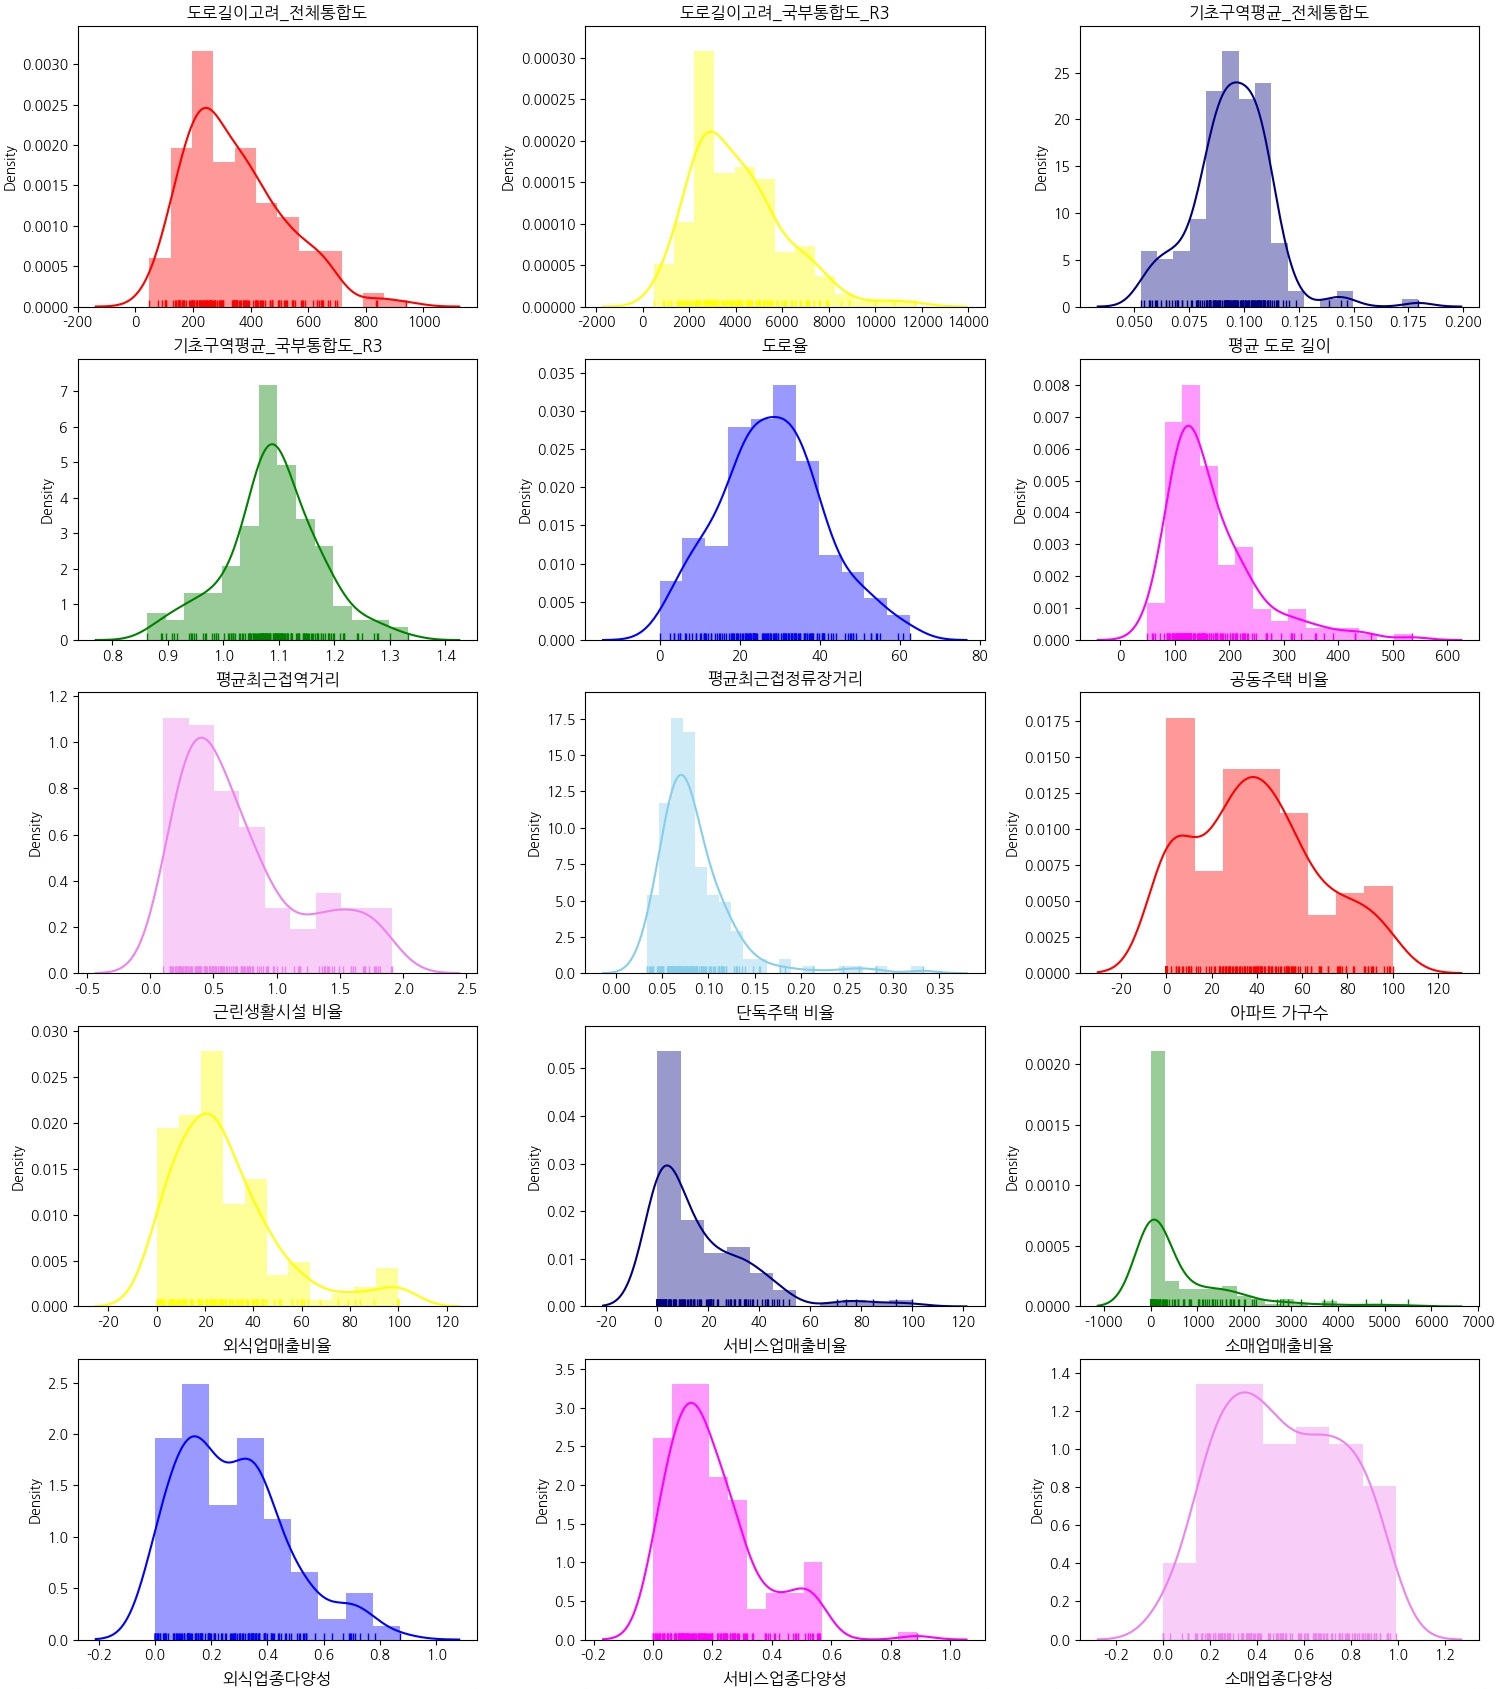 도로길이고려_전체통합도
도로길이고려_국부통합도_R3
기초구역평균_전체통합도
Density
0.0030
0.0025
0.0020
0.0015
0.0010
0.0005
0.0000
-200 0 200 400 600 800 1000
Density
0.00030
0.00025
0.00020
0.00015
0.00010
0.00005
0.00000
-2000 0 2000 4000 6000 8000 10000 12000 14000
Density
25
20
15
10
5
0
0.050 0.075 0.100 0.125 0.150 0.175 0.200
기초구역평균_국부통합도_R3
도로율
평균 도로 길이
Density
7
6
5
4
3
2
1
0
0.8 0.9 1.0 1.1 1.2 1.3 1.4
Density
0.035
0.030
0.025
0.020
0.015
0.010
0.005
0.000
0 20 40 60 80
Density
0.008
0.007
0.006
0.005
0.004
0.003
0.002
0.001
0.000
0 100 200 300 400 500 600
평균최근접역거리
평균최근접정류장거리
공동주택 비율
Density
1.2
1.0
0.8
0.6
0.4
0.2
0.0
-0.5 0.0 0.5 1.0 1.5 2.0 2.5
Density
17.5
15.0
12.5
10.0
7.5
5.0
2.5
0.0
0.00 0.05 0.10 0.15 0.20 0.25 0.30 0.35
Density
0.0175
0.0150
0.0125
0.0100
0.0075
0.0050
0.0025
0.0000
-20 0 20 40 60 80 100 120
근린생활시설 비율
단독주택 비율
아파트 가구수
Density
0.030
0.025
0.020
0.015
0.010
0.005
0.000
-20 0 20 40 60 80 100 120
Density
0.05
0.04
0.03
0.02
0.01
0.00
-20 0 20 40 60 80 100 120
Density
0.0020
0.0015
0.0010
0.0005
0.0000
-1000 0 1000 2000 3000 4000 5000 6000 7000
외식업매출비율
서비스업매출비율
소매업매출비율
Density
2.5
2.0
1.5
1.0
0.5
0.0
-0.2 0.0 0.2 0.4 0.6 0.8 1.0
Density
3.5
3.0
2.5
2.0
1.5
1.0
0.5
0.0
-0.2 0.0 0.2 0.4 0.6 0.8 1.0
Density
1.4
1.2
1.0
0.8
0.6
0.4
0.2
0.0
-0.2 0.0 0.2 0.4 0.6 0.8 1.0 1.2
외식업종다양성
서비스업종다양성
소매업종다양성